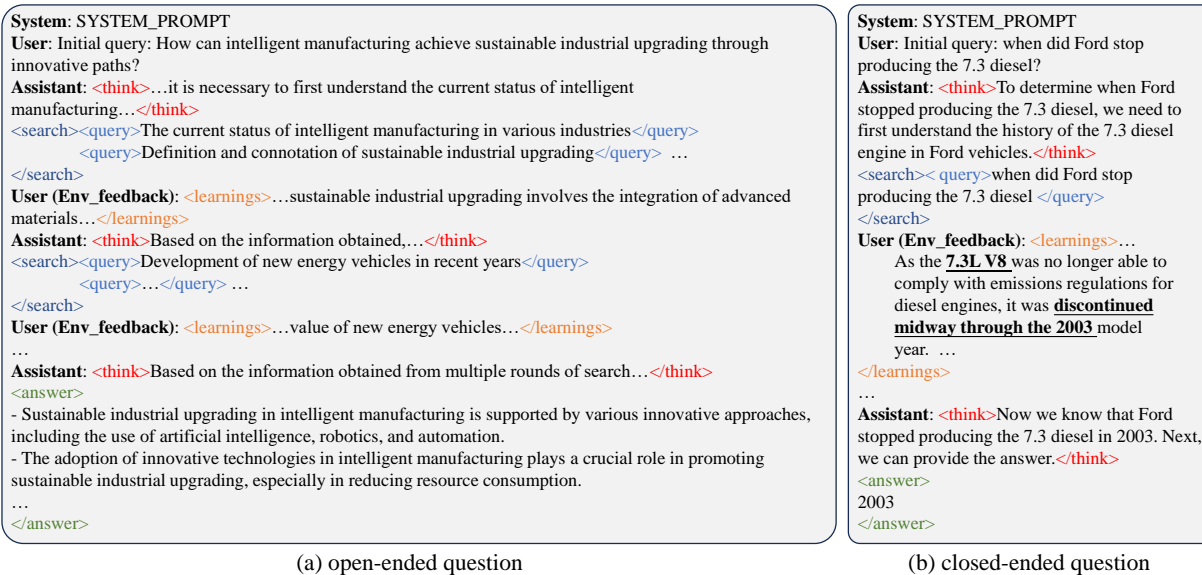 System: SYSTEM_PROMPT
User: Initial query: How can intelligent manufacturing achieve sustainable industrial upgrading through
innovative paths?
Assistant: <think>…it is necessary to first understand the current status of intelligent
manufacturing…</think>
<search><query>The current status of intelligent manufacturing in various industries</query>
<query>Definition and connotation of sustainable industrial upgrading</query> …
</search>
User (Env_feedback): <learnings>…sustainable industrial upgrading involves the integration of advanced
materials…</learnings>
Assistant: <think>Based on the information obtained,…</think>
<search><query>Development of new energy vehicles in recent years</query>
<query>…</query> …
</search>
User (Env_feedback): <learnings>…value of new energy vehicles…</learnings>
…
Assistant: <think>Based on the information obtained from multiple rounds of search…</think>
<answer>
- Sustainable industrial upgrading in intelligent manufacturing is supported by various innovative approaches,
including the use of artificial intelligence, robotics, and automation.
- The adoption of innovative technologies in intelligent manufacturing plays a crucial role in promoting
sustainable industrial upgrading, especially in reducing resource consumption.
…
</answer>
(a) open-ended question
System: SYSTEM_PROMPT
User: Initial query: when did Ford stop
producing the 7.3 diesel?
Assistant: <think>To determine when Ford
stopped producing the 7.3 diesel, we need to
first understand the history of the 7.3 diesel
engine in Ford vehicles.</think>
<search>< query>when did Ford stop
producing the 7.3 diesel </query>
</search>
User (Env_feedback): <learnings>…
As the 7.3L V8 was no longer able to
comply with emissions regulations for
diesel engines, it was discontinued
midway through the 2003 model
year. …
</learnings>
…
Assistant: <think>Now we know that Ford
stopped producing the 7.3 diesel in 2003. Next,
we can provide the answer.</think>
<answer>
2003
</answer>
(b) closed-ended question